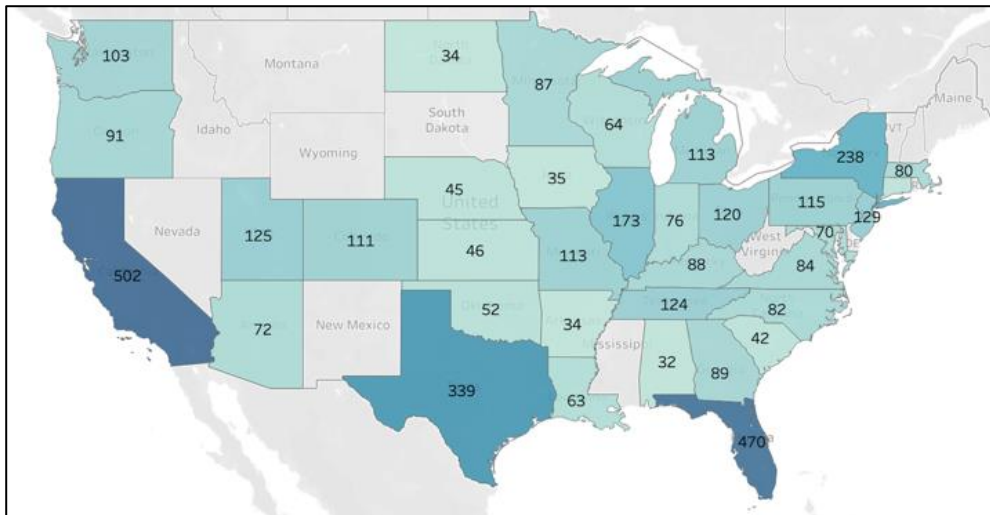 103
Montana
34
87
91
Idaho
South
Dakota
Wyoming
64
113
Maine
VT
238
80
35
45
United
States
46
Nevada
125
111
113
173
76
120
115
129
70
West
Virginia
DE
84
88
502
72
New Mexico
52
34
124
82
42
Mississippi
32
89
339
63
470